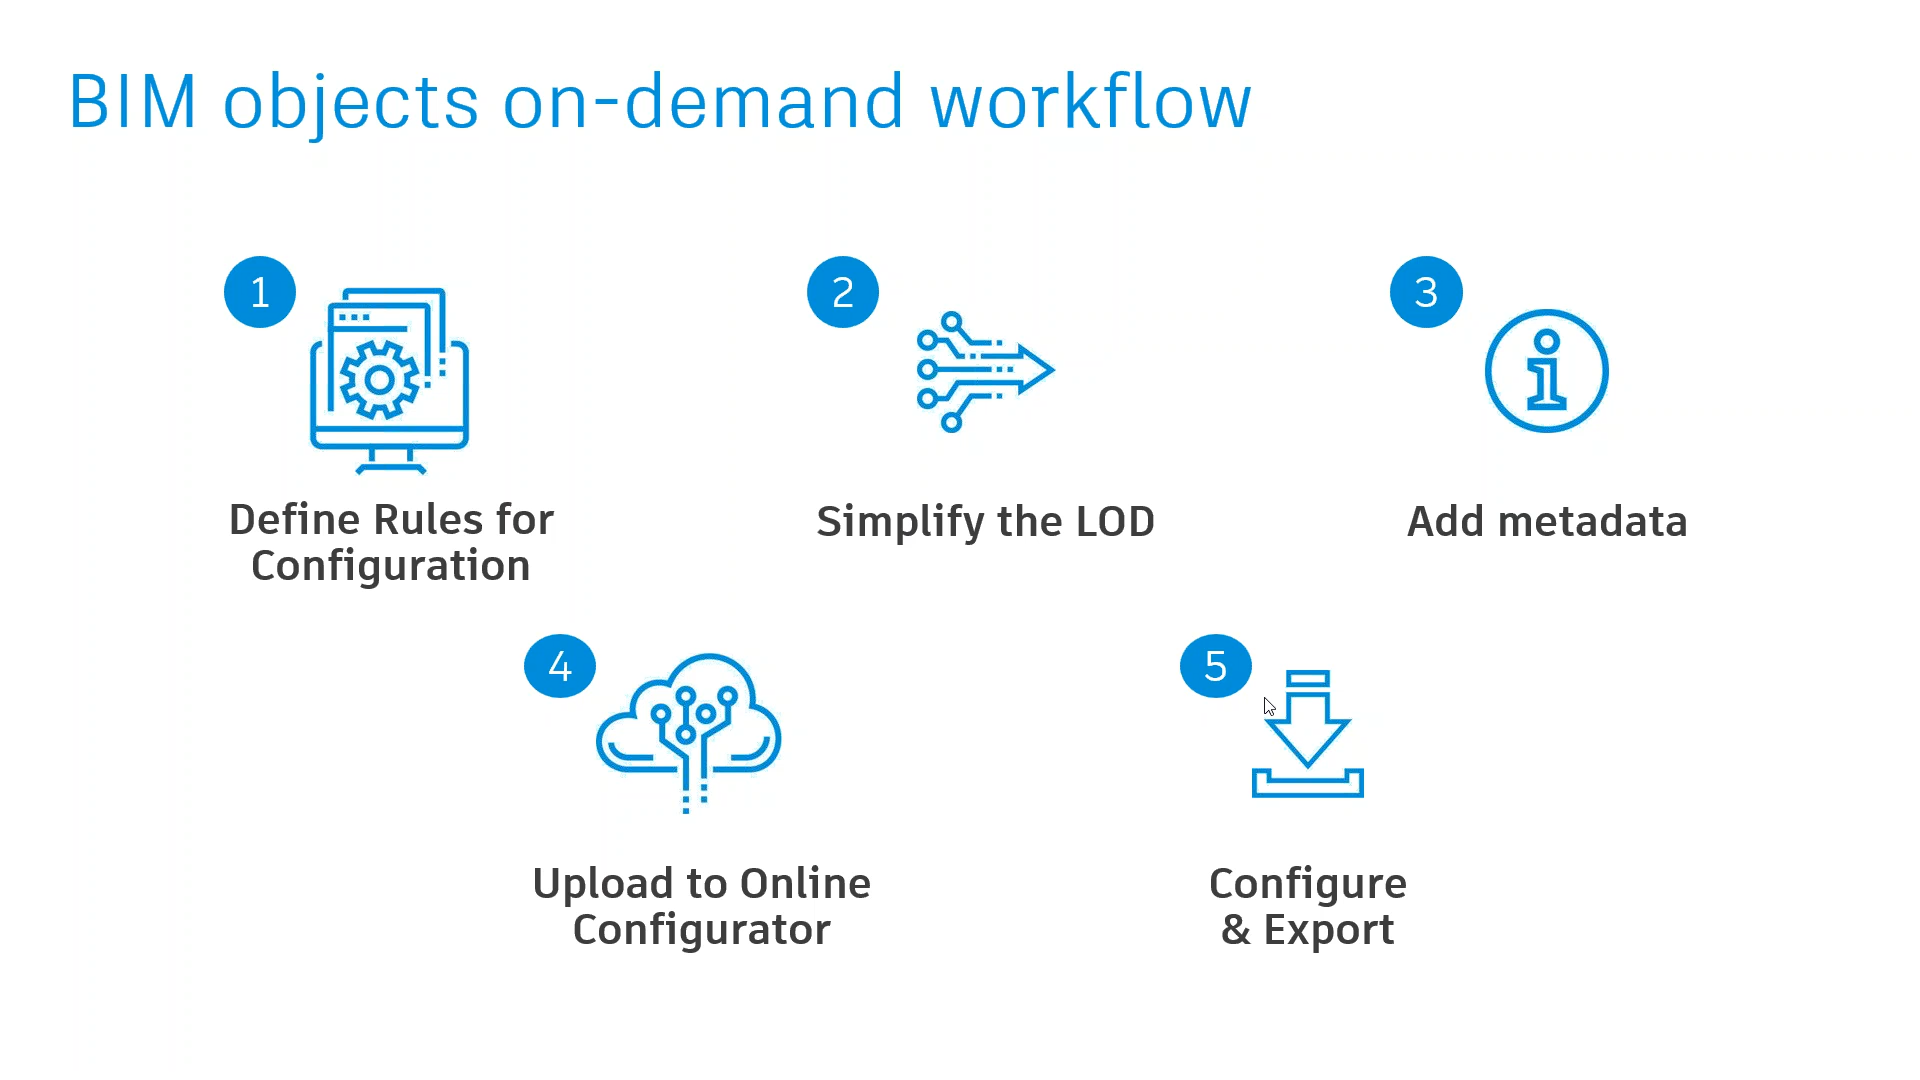 BIM objects on-demand workflow
1
Define Rules for
Configuration
2
Simplify the LOD
3
Add metadata
4
Upload to Online
Configurator
5
Configure
& Export